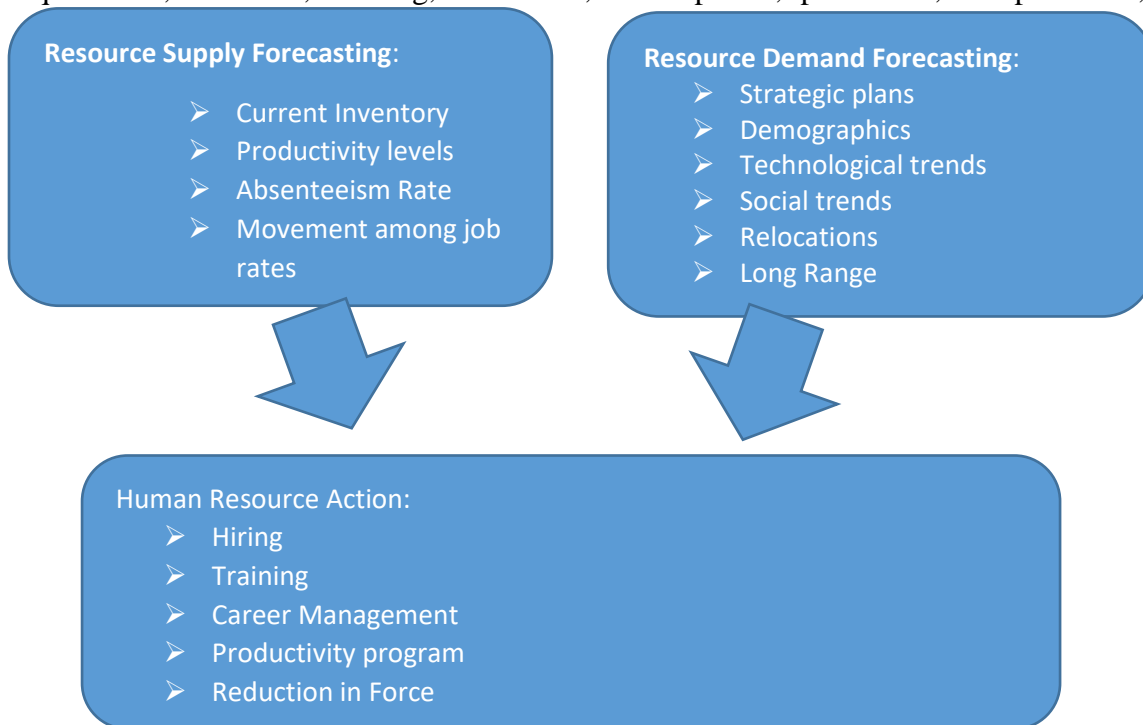 Resource Supply Forecasting:
➢ Current Inventory
➢ Productivity levels
➢ Absenteeism Rate
➢ Movement among job
rates
Resource Demand Forecasting:
➢ Strategic plans
➢ Demographics
➢ Technological trends
➢ Social trends
➢ Relocations
➢ Long Range
Human Resource Action:
➢ Hiring
➢ Training
➢ Career Management
➢ Productivity program
➢ Reduction in Force